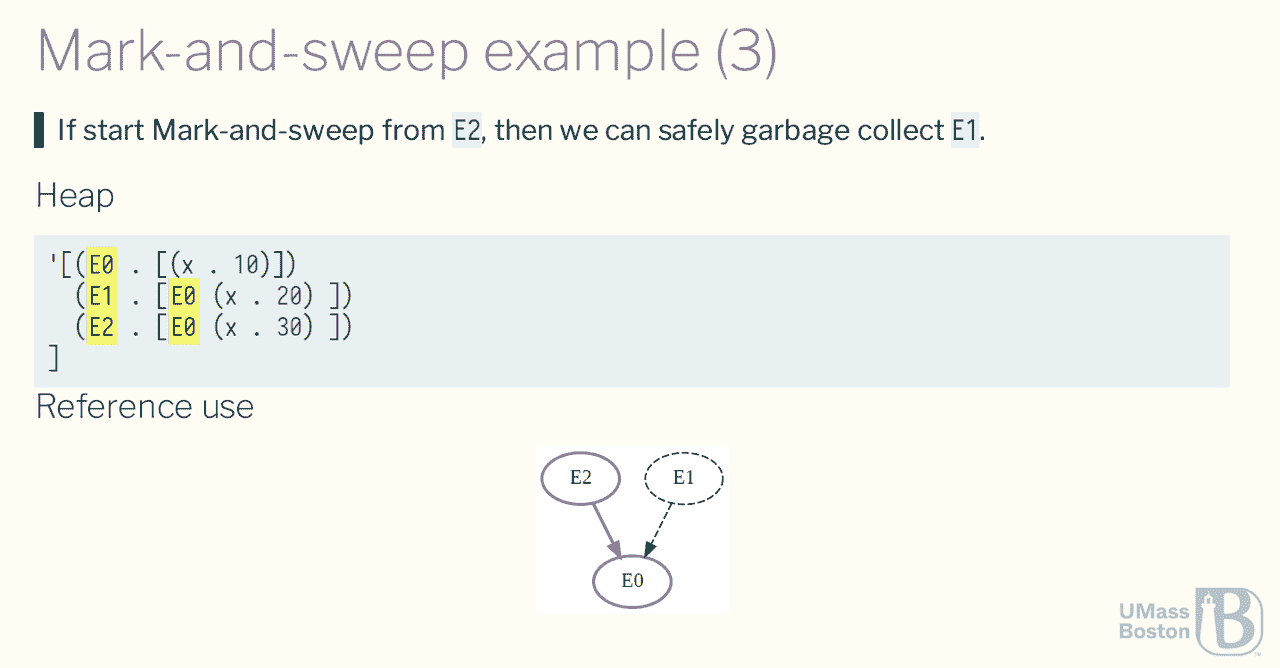 Mark-and-sweep example (3)
If start Mark-and-sweep from E2, then we can safely garbage collect E1.
Heap
'[(E0 . [(x . 10)])
(E1 . [E0 (x . 20) ])
(E2 . [E0 (x . 30) ])
]
Reference use
E2 E1
E0
UMass
Boston
B
TM